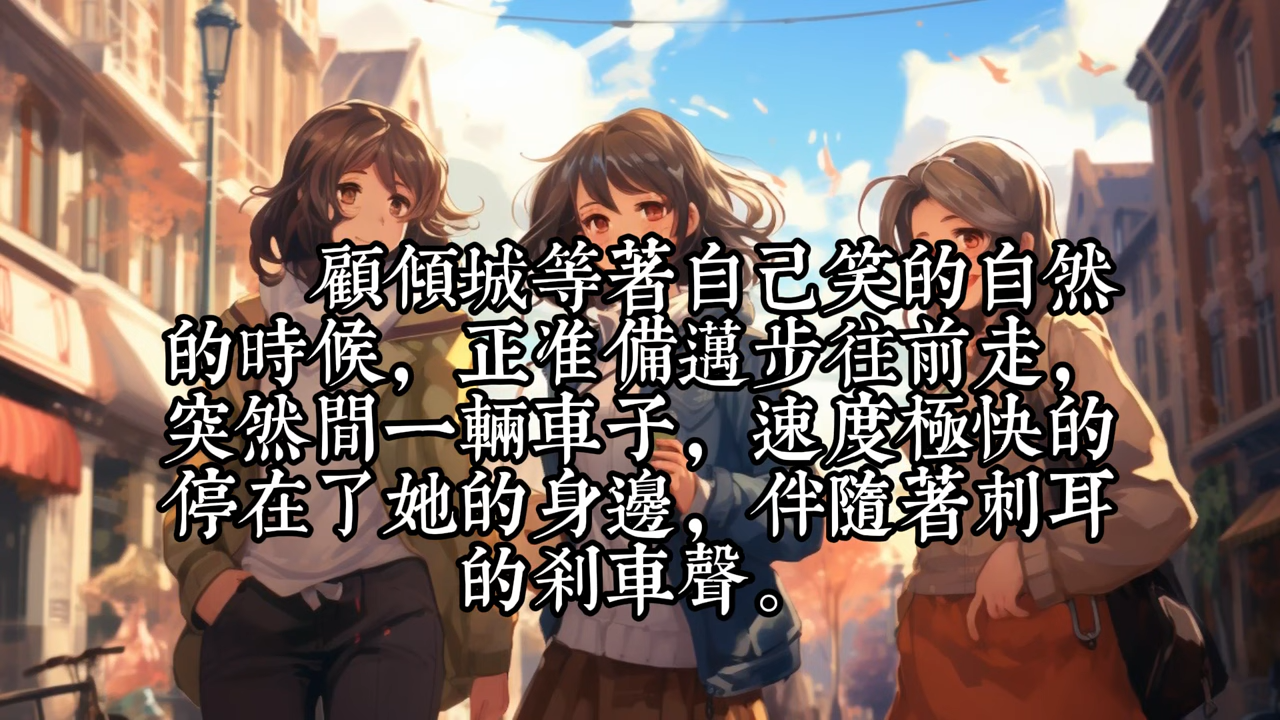 顧傾城等著自己笑的自然
的時候，正准備邁步往前走，
突然間一輛車子，速度極快的
停在了她的身邊，伴隨著刺耳
的剎車聲。